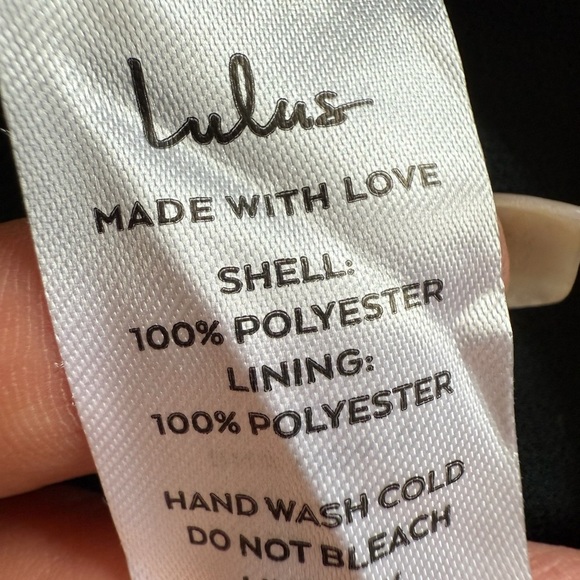 Lulus
MADE WITH LOVE
SHELL:
100% POLYESTER
LINING:
100% POLYESTER
HAND WASH COLD
DO NOT BLEACH